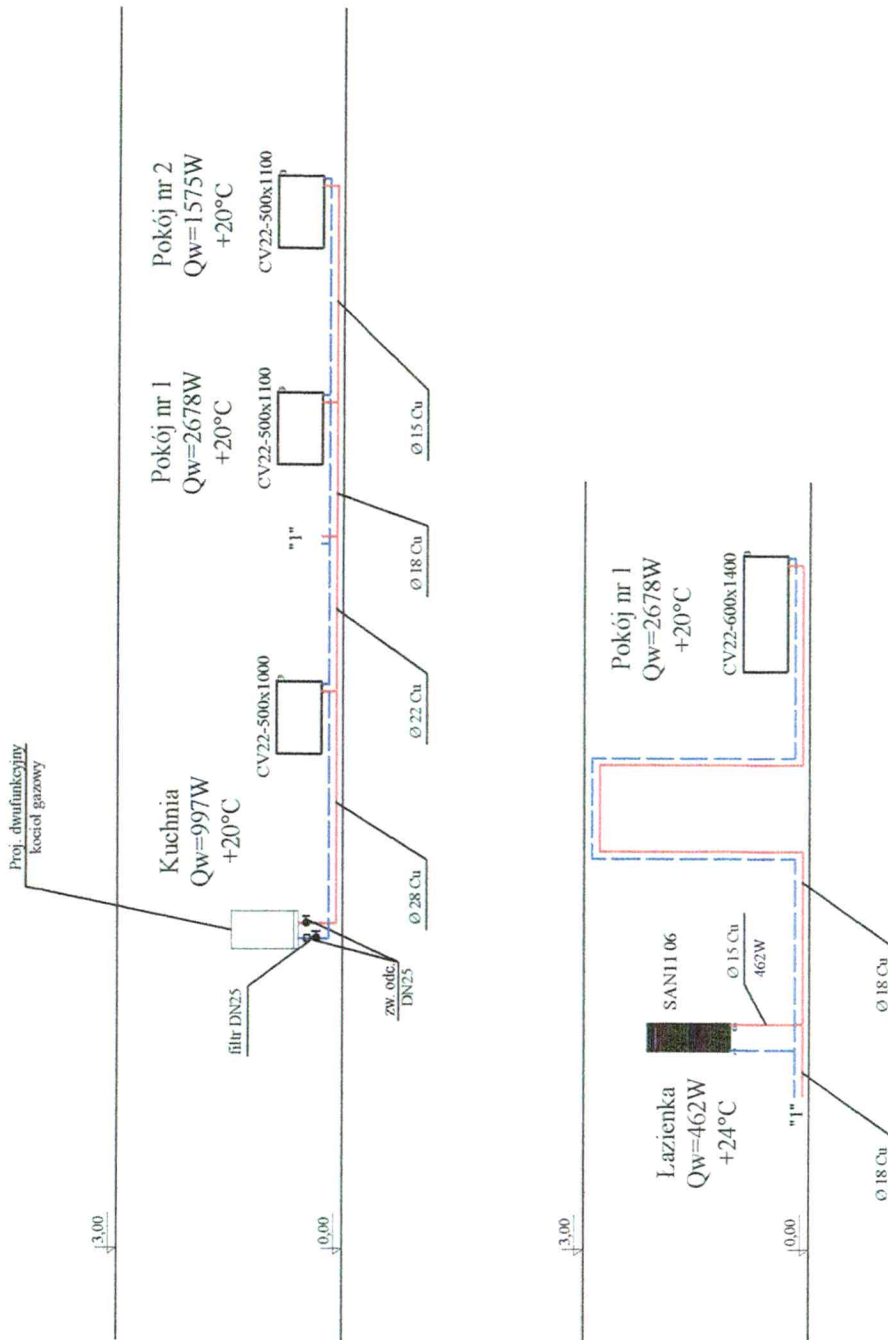 Proj. dwufunkcyjny
kocioł gazowy
3,00
0,00
Kuchnia
Qw=997W
+20°C
CV22-500x1000
filtr DN25
zw. odc.
DN25
Ø 28 Cu
Ø 22 Cu
"1"
Ø 18 Cu
Pokój nr 1
Qw=2678W
+20°C
CV22-500x1100
Ø 15 Cu
Pokój nr 2
Qw=1575W
+20°C
CV22-500x1100
3,00
0,00
Łazienka
Qw=462W
+24°C
SAN11 06
Ø 15 Cu
462W
"1"
Ø 18 Cu
Ø 18 Cu
Pokój nr 1
Qw=2678W
+20°C
CV22-600x1400